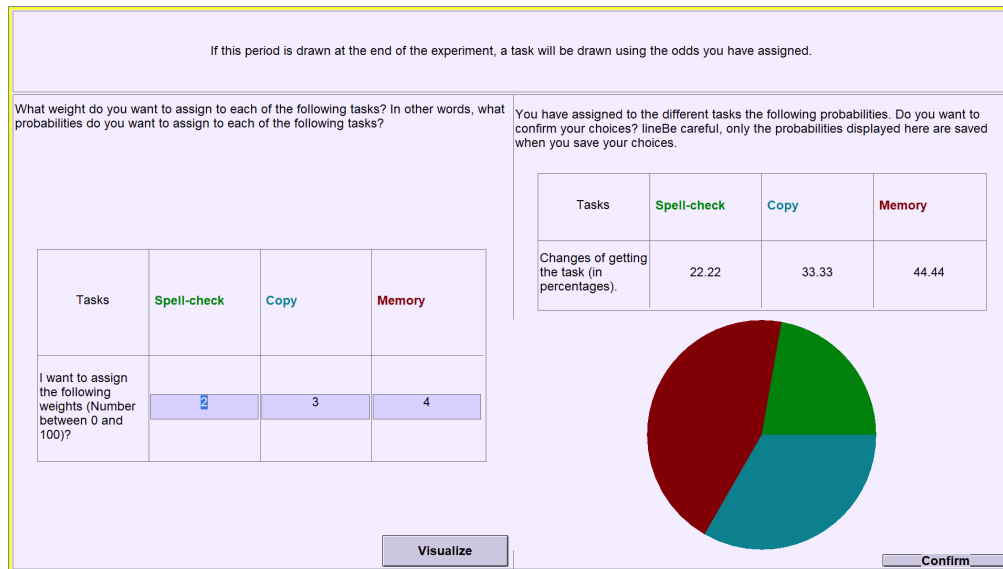 If this period is drawn at the end of the experiment, a task will be drawn using the odds you have assigned.
What weight do you want to assign to each of the following tasks? In other words, what
probabilities do you want to assign to each of the following tasks?
Tasks Spell-check Copy Memory
I want to assign
the following
weights (Number
between 0 and
100)?
2 3 4
Visualize
You have assigned to the different tasks the following probabilities. Do you want to
confirm your choices? lineBe careful, only the probabilities displayed here are saved
when you save your choices.
Tasks Spell-check Copy Memory
Changes of getting
the task (in
percentages).
22.22 33.33 44.44
Confirm